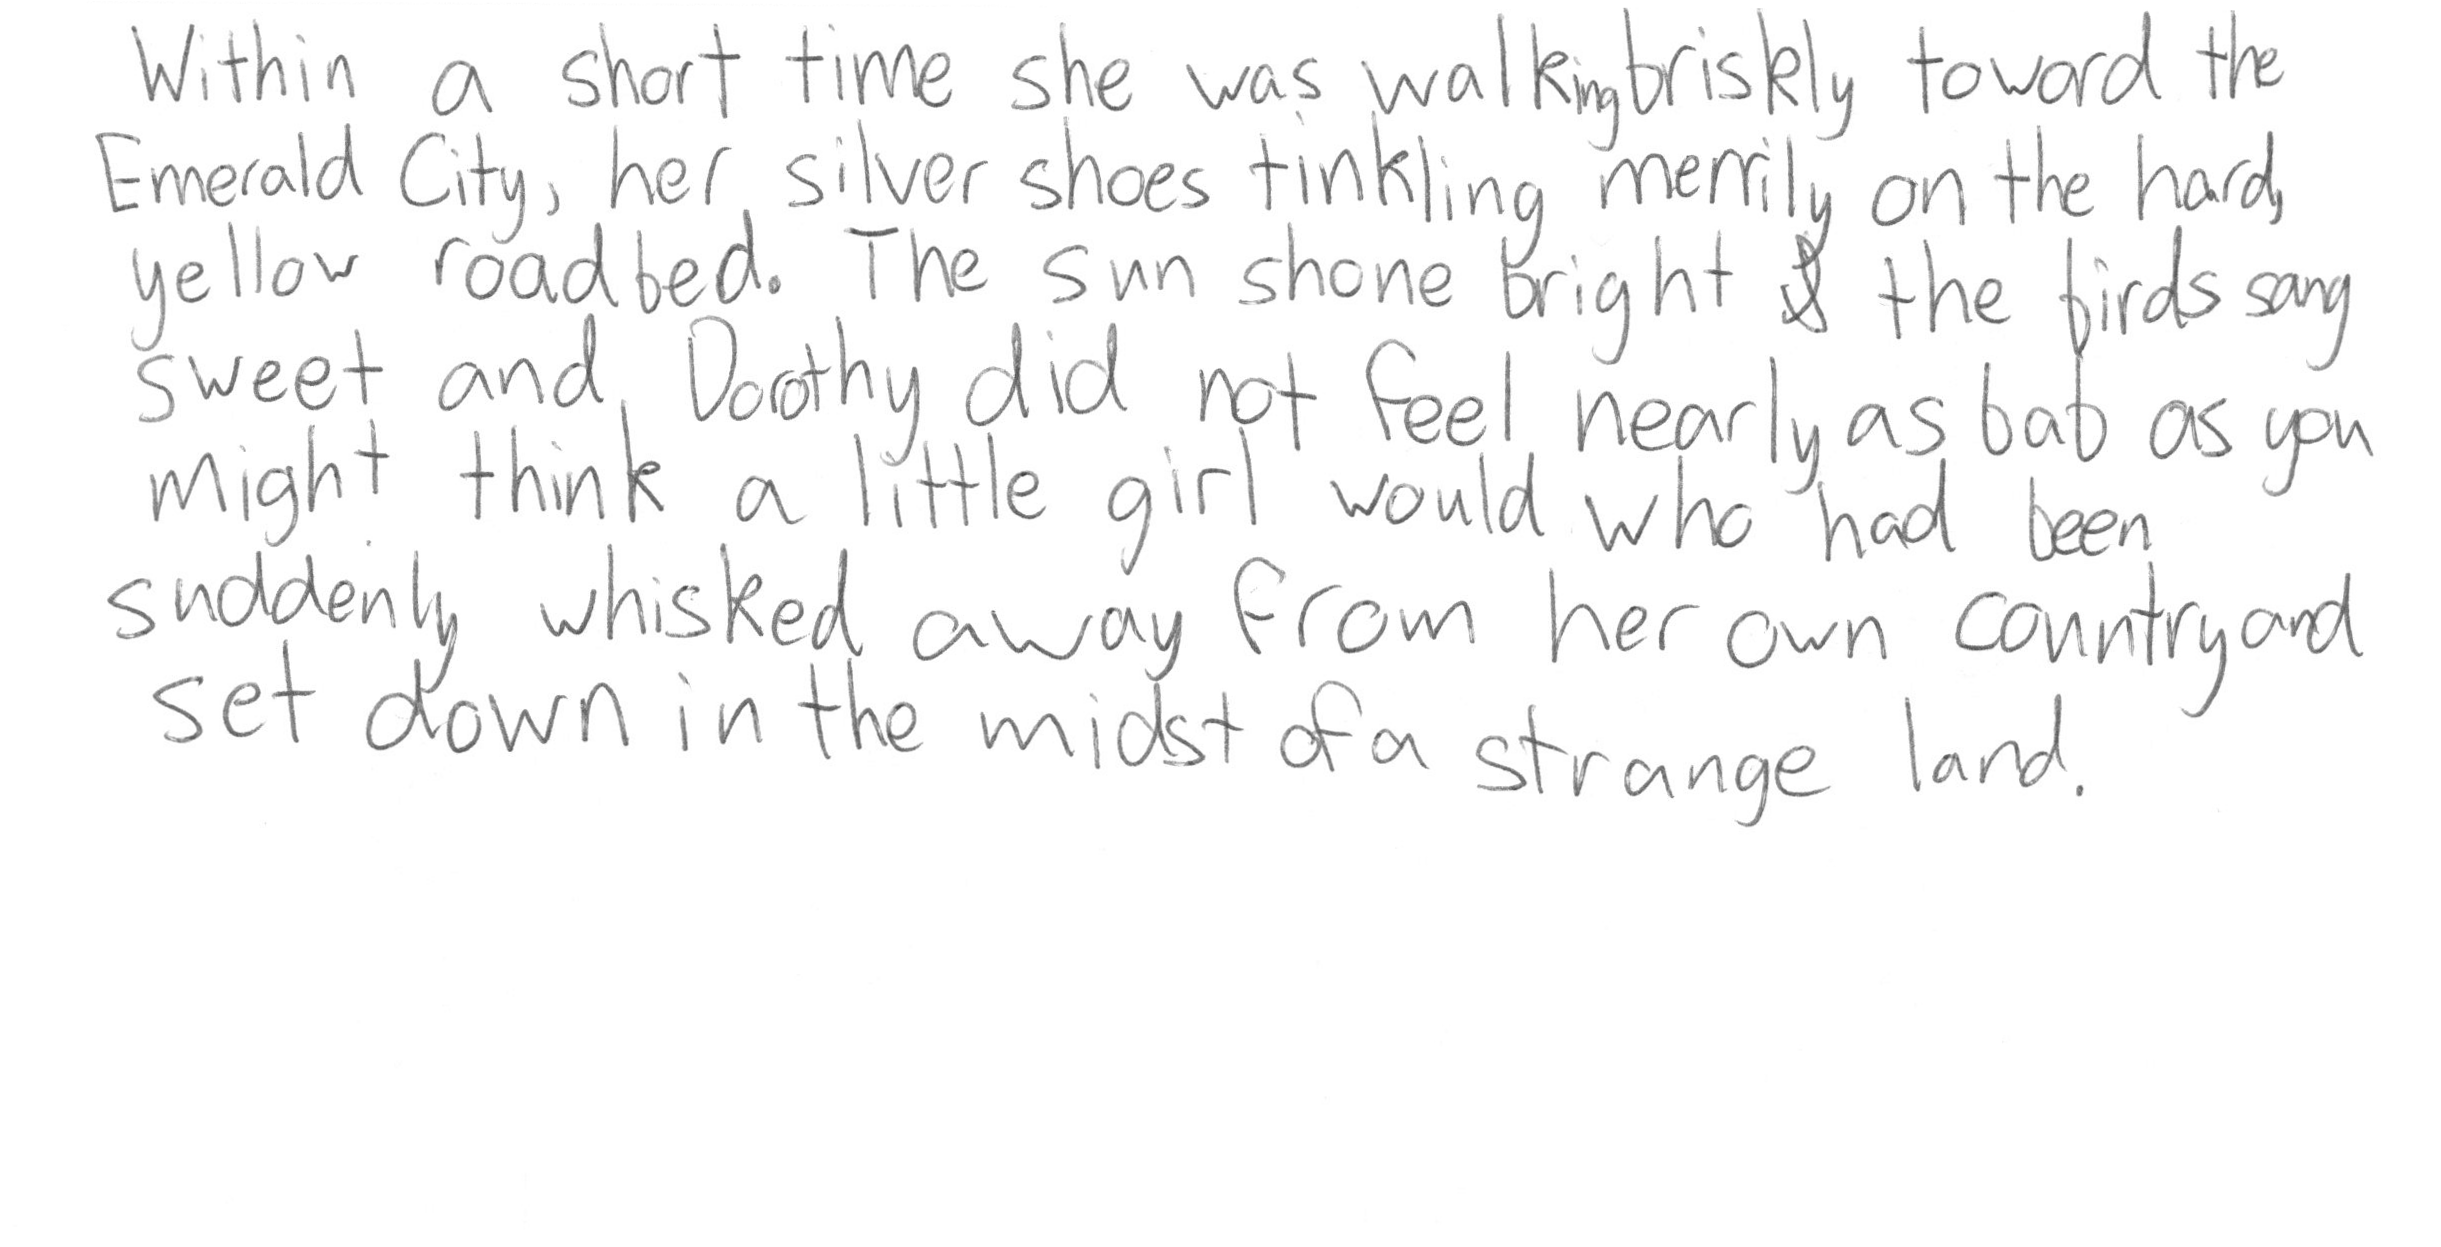 Within a short time she was walking briskly toward the
Emerald City, her silver shoes tinkling merrily on the hard,
yellow roadbed. The sun shone bright & the birds sang
sweet and Dorothy did not feel nearly as bab as you
might think a little girl would who had been
suddenly whisked away from her own country and
set down in the midst of a strange land.